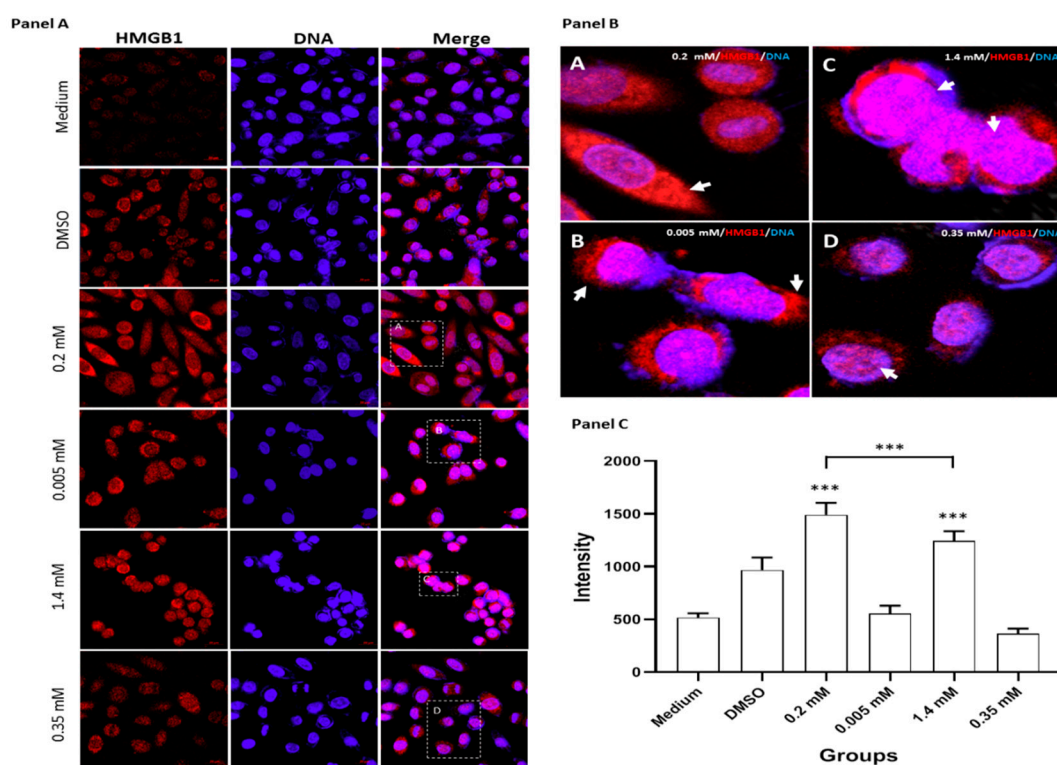 Panel A
HMGB1 DNA Merge
Medium
DMSO
0.2 mM
A
0.005 mM
B
1.4 mM
C
0.35 mM
D
Panel B
A 0.2 mM/HMGB1/DNA
C 1.4 mM/HMGB1/DNA
B 0.005 mM/HMGB1/DNA
D 0.35 mM/HMGB1/DNA
Panel C
***
*** ***
2000
1500
1000
500
0
Intensity
Medium
DMSO
0.2 mM
0.005 mM
1.4 mM
0.35 mM
Groups